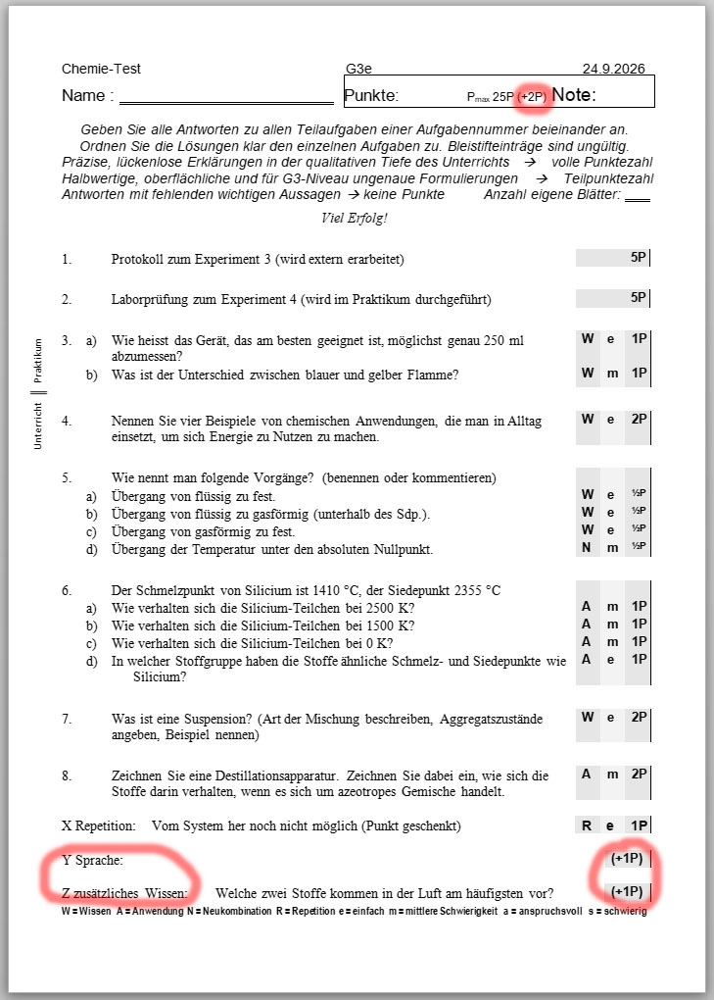 Chemie-Test G3e 24.9.2026
Name : Punkte: Pmax 25P (+2P) Note:
Geben Sie alle Antworten zu allen Teilaufgaben einer Aufgabennummer beieinander an.
Ordnen Sie die Lösungen klar den einzelnen Aufgaben zu. Bleistifteinträge sind ungültig.
Präzise, lückenlose Erklärungen in der qualitativen Tiefe des Unterrichts → volle Punktezahl
Halbwertige, oberflächliche und für G3-Niveau ungenaue Formulierungen → Teilpunktezahl
Antworten mit fehlenden wichtigen Aussagen → keine Punkte Anzahl eigene Blätter:
Viel Erfolg!
1. Protokoll zum Experiment 3 (wird extern erarbeitet) 5P
2. Laborprüfung zum Experiment 4 (wird im Praktikum durchgeführt) 5P
Unterricht || Praktikum
3. a) Wie heisst das Gerät, das am besten geeignet ist, möglichst genau 250 ml W e 1P
abzumessen?
b) Was ist der Unterschied zwischen blauer und gelber Flamme? W m 1P
4. Nennen Sie vier Beispiele von chemischen Anwendungen, die man in Alltag W e 2P
einsetzt, um sich Energie zu Nutzen zu machen.
5. Wie nennt man folgende Vorgänge? (benennen oder kommentieren)
a) Übergang von flüssig zu fest. W e ½P
b) Übergang von flüssig zu gasförmig (unterhalb des Sdp.). W e ½P
c) Übergang von gasförmig zu fest. W e ½P
d) Übergang der Temperatur unter den absoluten Nullpunkt. N m ½P
6. Der Schmelzpunkt von Silicium ist 1410 °C, der Siedepunkt 2355 °C
a) Wie verhalten sich die Silicium-Teilchen bei 2500 K? A m 1P
b) Wie verhalten sich die Silicium-Teilchen bei 1500 K? A m 1P
c) Wie verhalten sich die Silicium-Teilchen bei 0 K? A m 1P
d) In welcher Stoffgruppe haben die Stoffe ähnliche Schmelz- und Siedepunkte wie A e 1P
Silicium?
7. Was ist eine Suspension? (Art der Mischung beschreiben, Aggregatszustände W e 2P
angeben, Beispiel nennen)
8. Zeichnen Sie eine Destillationsapparatur. Zeichnen Sie dabei ein, wie sich die A m 2P
Stoffe darin verhalten, wenn es sich um azeotropes Gemische handelt.
X Repetition: Vom System her noch nicht möglich (Punkt geschenkt) R e 1P
Y Sprache: (+1P)
Z zusätzliches Wissen: Welche zwei Stoffe kommen in der Luft am häufigsten vor? (+1P)
W = Wissen A = Anwendung N = Neukombination R = Repetition e = einfach m = mittlere Schwierigkeit a = anspruchsvoll s = schwierig